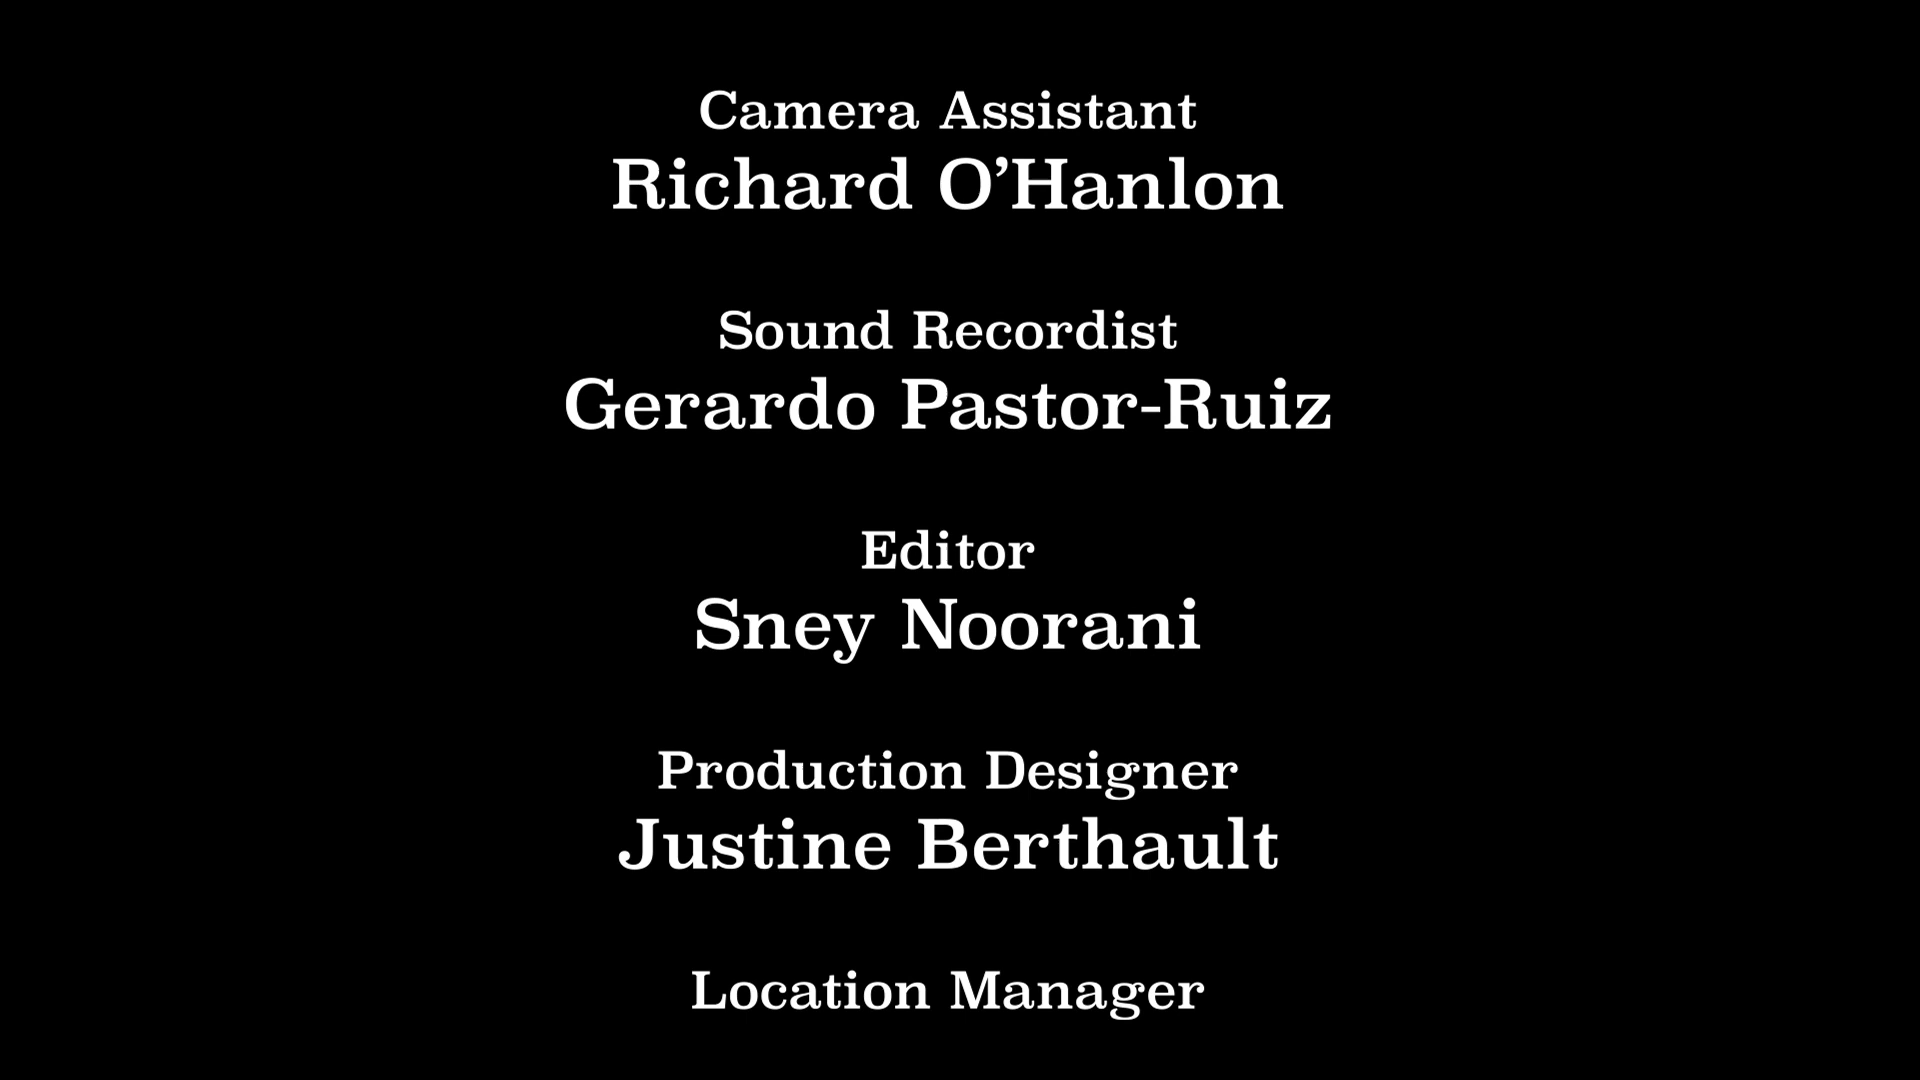 Camera Assistant
Richard O’Hanlon
Sound Recordist
Gerardo Pastor-Ruiz
Editor
Sney Noorani
Production Designer
Justine Berthault
Location Manager